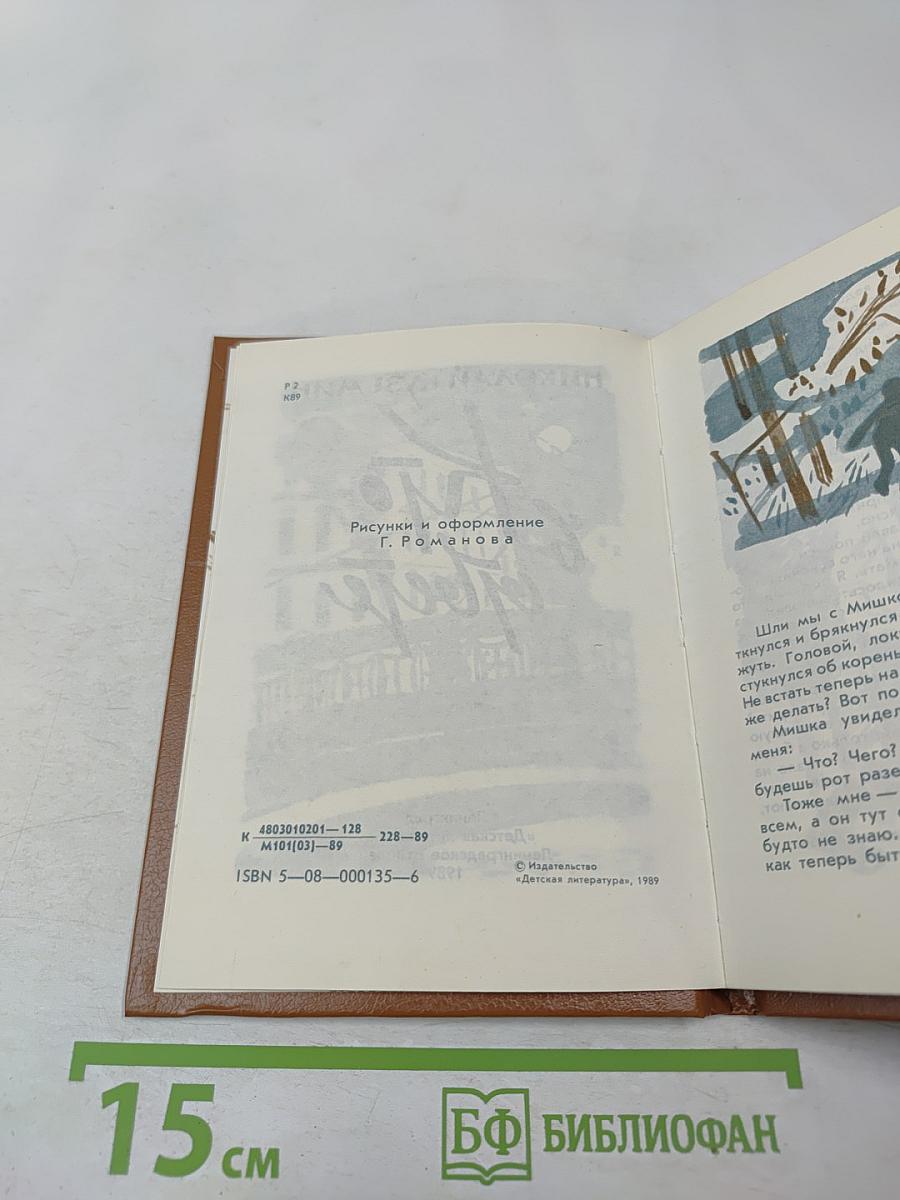 Р 2
К89
Рисунки и оформление
Г. Романова
К 4803010201—128 228—89
М101(03)—89
ISBN 5—08—000135—6
© Издательство
«Детская литература», 1989
Шли мы с Мишко
ткнулся и брякнулся
жуть. Головой, лок
стукнулся об корень
Не встать теперь на
же делать? Вот по
Мишка увидел
меня:
— Что? Чего?
будешь рот разе
Тоже мне —
всем, а он тут
будто не знаю.
как теперь быт
15 см
БФ БИБЛИОФАН